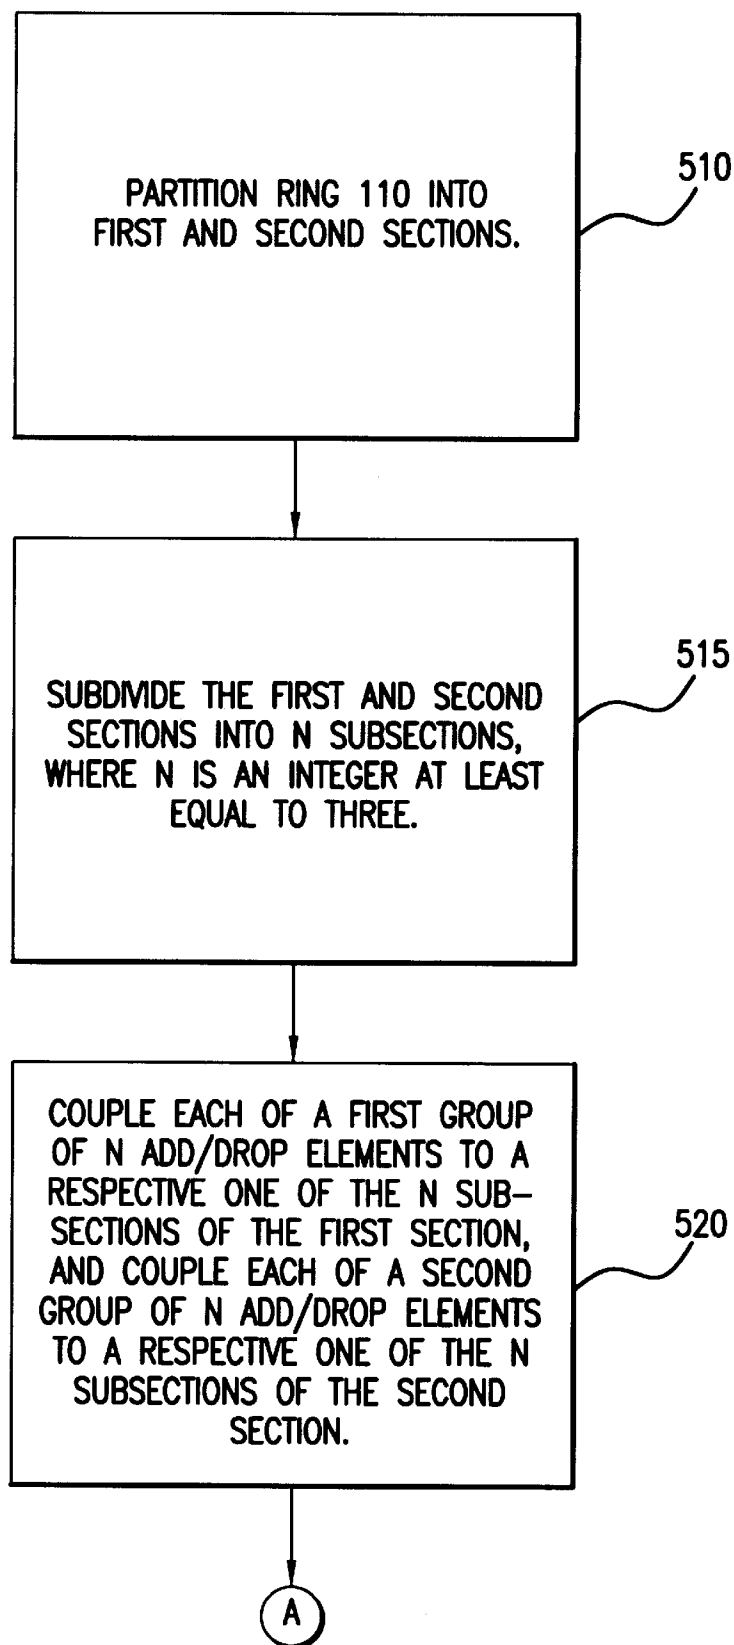 PARTITION RING 110 INTO
FIRST AND SECOND SECTIONS.
510
SUBDIVIDE THE FIRST AND SECOND
SECTIONS INTO N SUBSECTIONS,
WHERE N IS AN INTEGER AT LEAST
EQUAL TO THREE.
515
COUPLE EACH OF A FIRST GROUP
OF N ADD/DROP ELEMENTS TO A
RESPECTIVE ONE OF THE N SUB-
SECTIONS OF THE FIRST SECTION,
AND COUPLE EACH OF A SECOND
GROUP OF N ADD/DROP ELEMENTS
TO A RESPECTIVE ONE OF THE N
SUBSECTIONS OF THE SECOND
SECTION.
520
A